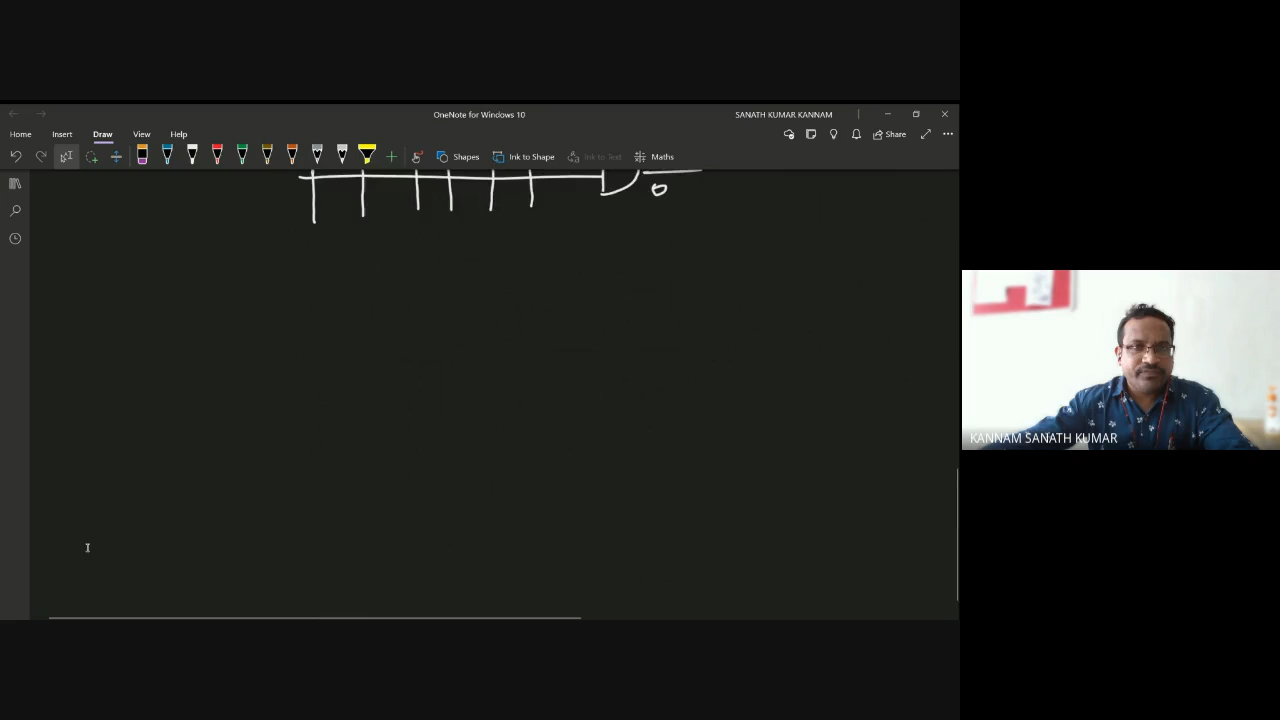 OneNote for Windows 10
SANATH KUMAR KANNAM
Home Insert Draw View Help
Share
Shapes Ink to Shape Ink to Text Maths
0
KANNAM SANATH KUMAR